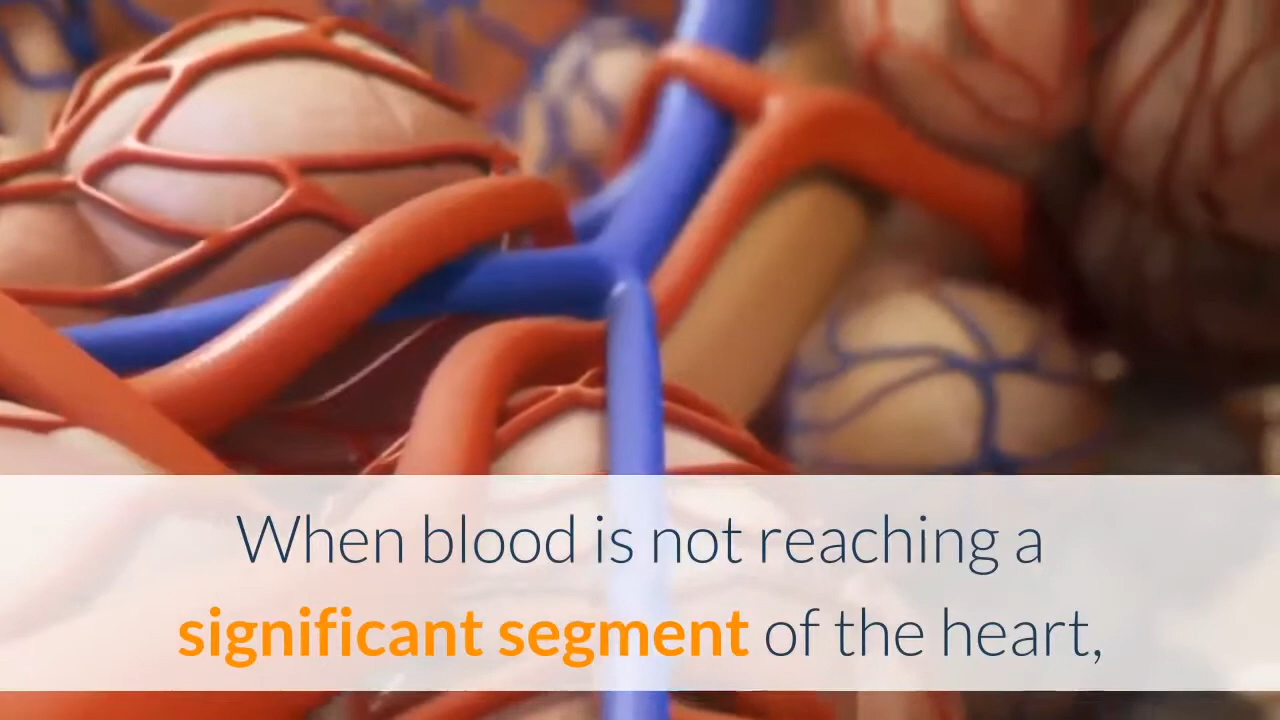 When blood is not reaching a
significant segment of the heart,